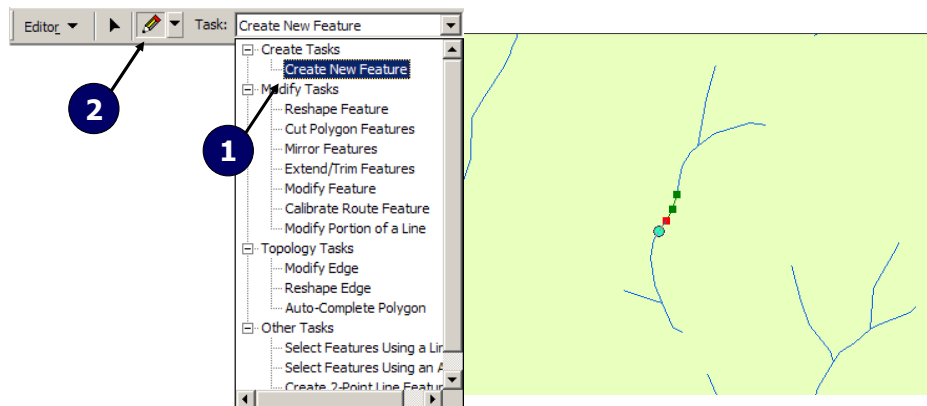 Editor Task: Create New Feature
Create Tasks
Create New Feature
Modify Tasks
Reshape Feature
Cut Polygon Features
Mirror Features
Extend/Trim Features
Modify Feature
Calibrate Route Feature
Modify Portion of a Line
Topology Tasks
Modify Edge
Reshape Edge
Auto-Complete Polygon
Other Tasks
Select Features Using a Lin
Select Features Using an A
Create 2-Point Line Featur
2
1